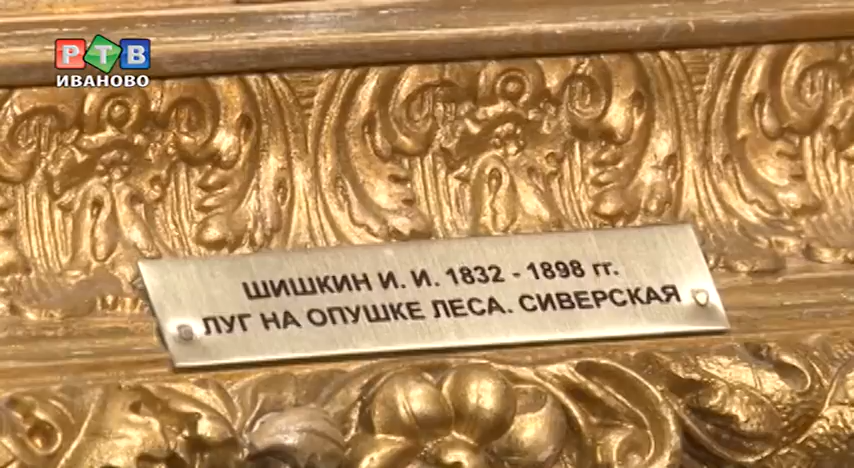 РТВ
ИВАНОВО
ШИШКИН И. И. 1832 - 1898 гг.
ЛУГ НА ОПУШКЕ ЛЕСА. СИВЕРСКАЯ